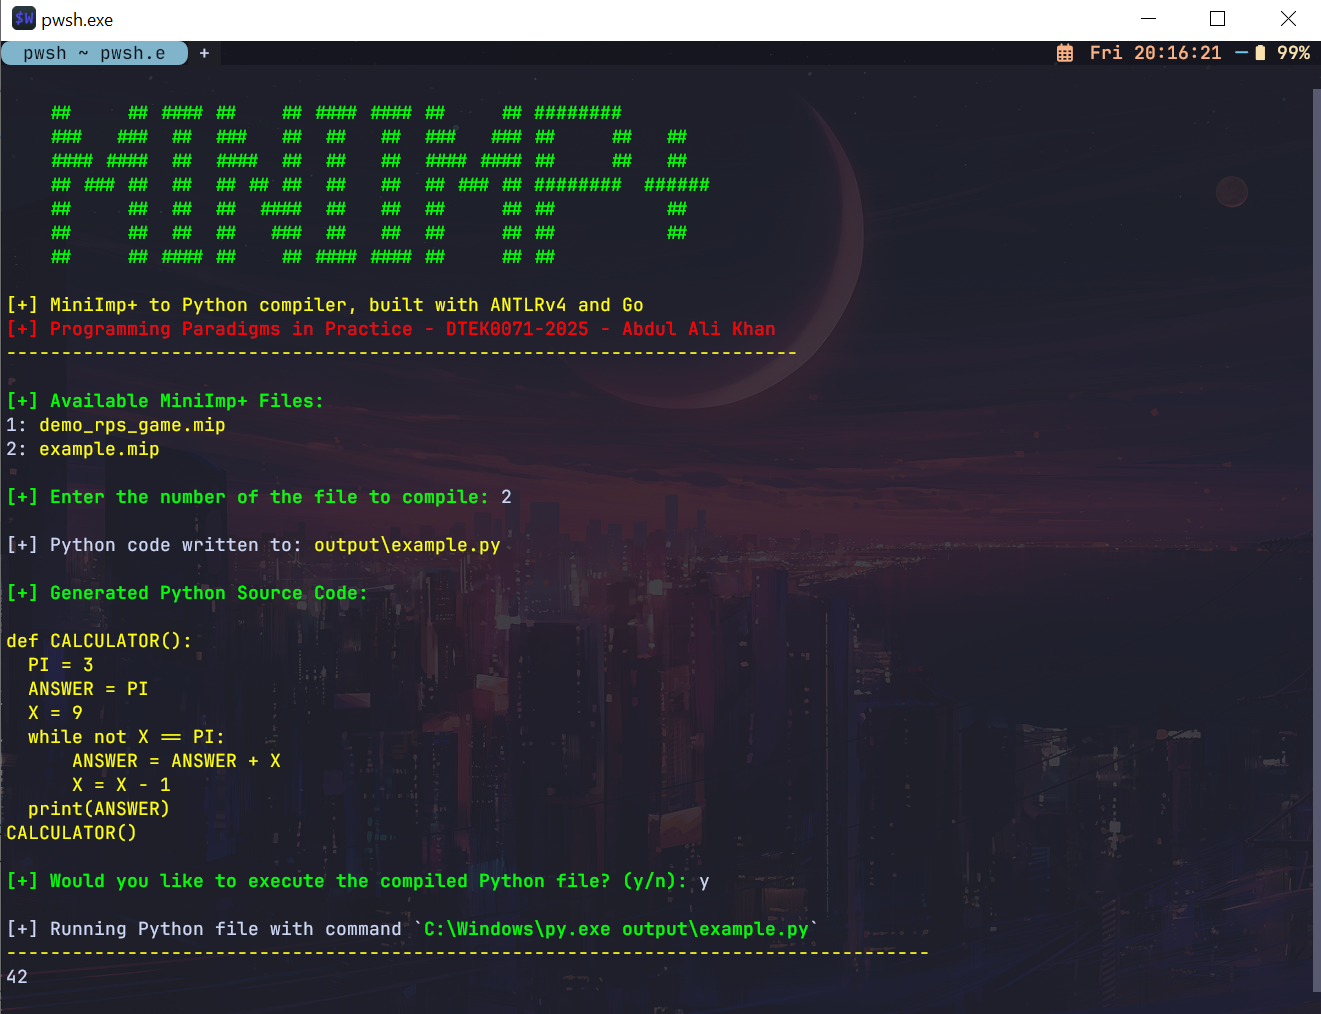 pwsh.exe
pwsh ~ pwsh.e + Fri 20:16:21 99%
MINIIMP+
[+] MiniImp+ to Python compiler, built with ANTLRv4 and Go
[+] Programming Paradigms in Practice - DTEK0071-2025 - Abdul Ali Khan
------------------------------------------------------------------------
[+] Available MiniImp+ Files:
1: demo_rps_game.mip
2: example.mip
[+] Enter the number of the file to compile: 2
[+] Python code written to: output\example.py
[+] Generated Python Source Code:
def CALCULATOR():
  PI = 3
  ANSWER = PI
  X = 9
  while not X == PI:
      ANSWER = ANSWER + X
      X = X - 1
  print(ANSWER)
CALCULATOR()
[+] Would you like to execute the compiled Python file? (y/n): y
[+] Running Python file with command `C:\Windows\py.exe output\example.py`
------------------------------------------------------------------------------------
42